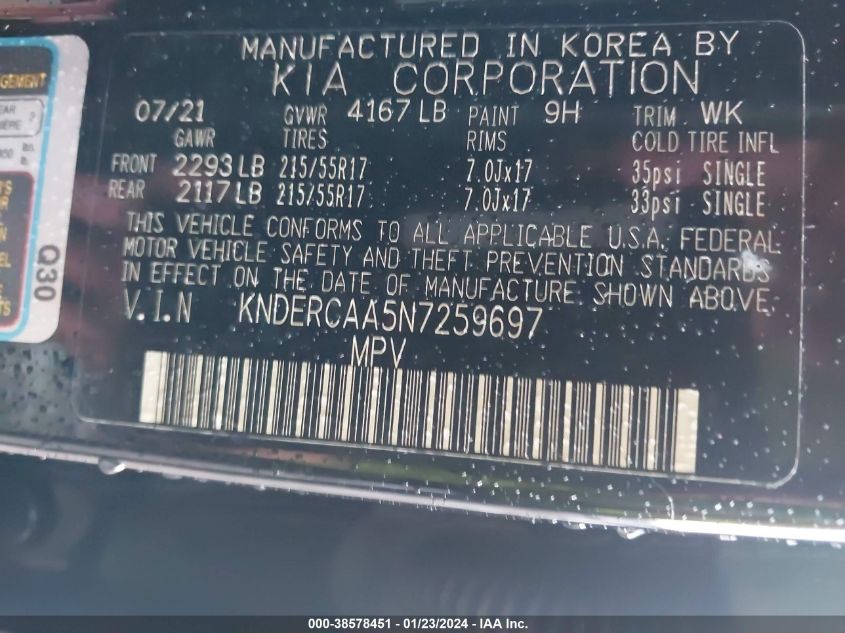 MANUFACTURED IN KOREA BY
KIA CORPORATION
07/21 GVWR 4167 LB PAINT 9H TRIM WK
GAWR TIRES RIMS COLD TIRE INFL
FRONT 2293 LB 215/55R17 7.0Jx17 35psi SINGLE
REAR 2117 LB 215/55R17 7.0Jx17 33psi SINGLE
THIS VEHICLE CONFORMS TO ALL APPLICABLE U.S.A. FEDERAL
MOTOR VEHICLE SAFETY AND THEFT PREVENTION STANDARDS
IN EFFECT ON THE DATE OF MANUFACTURE SHOWN ABOVE
V.I.N KNDERCAA5N7259697
MPV
Q30
000-38578451 - 01/23/2024 - IAA Inc.